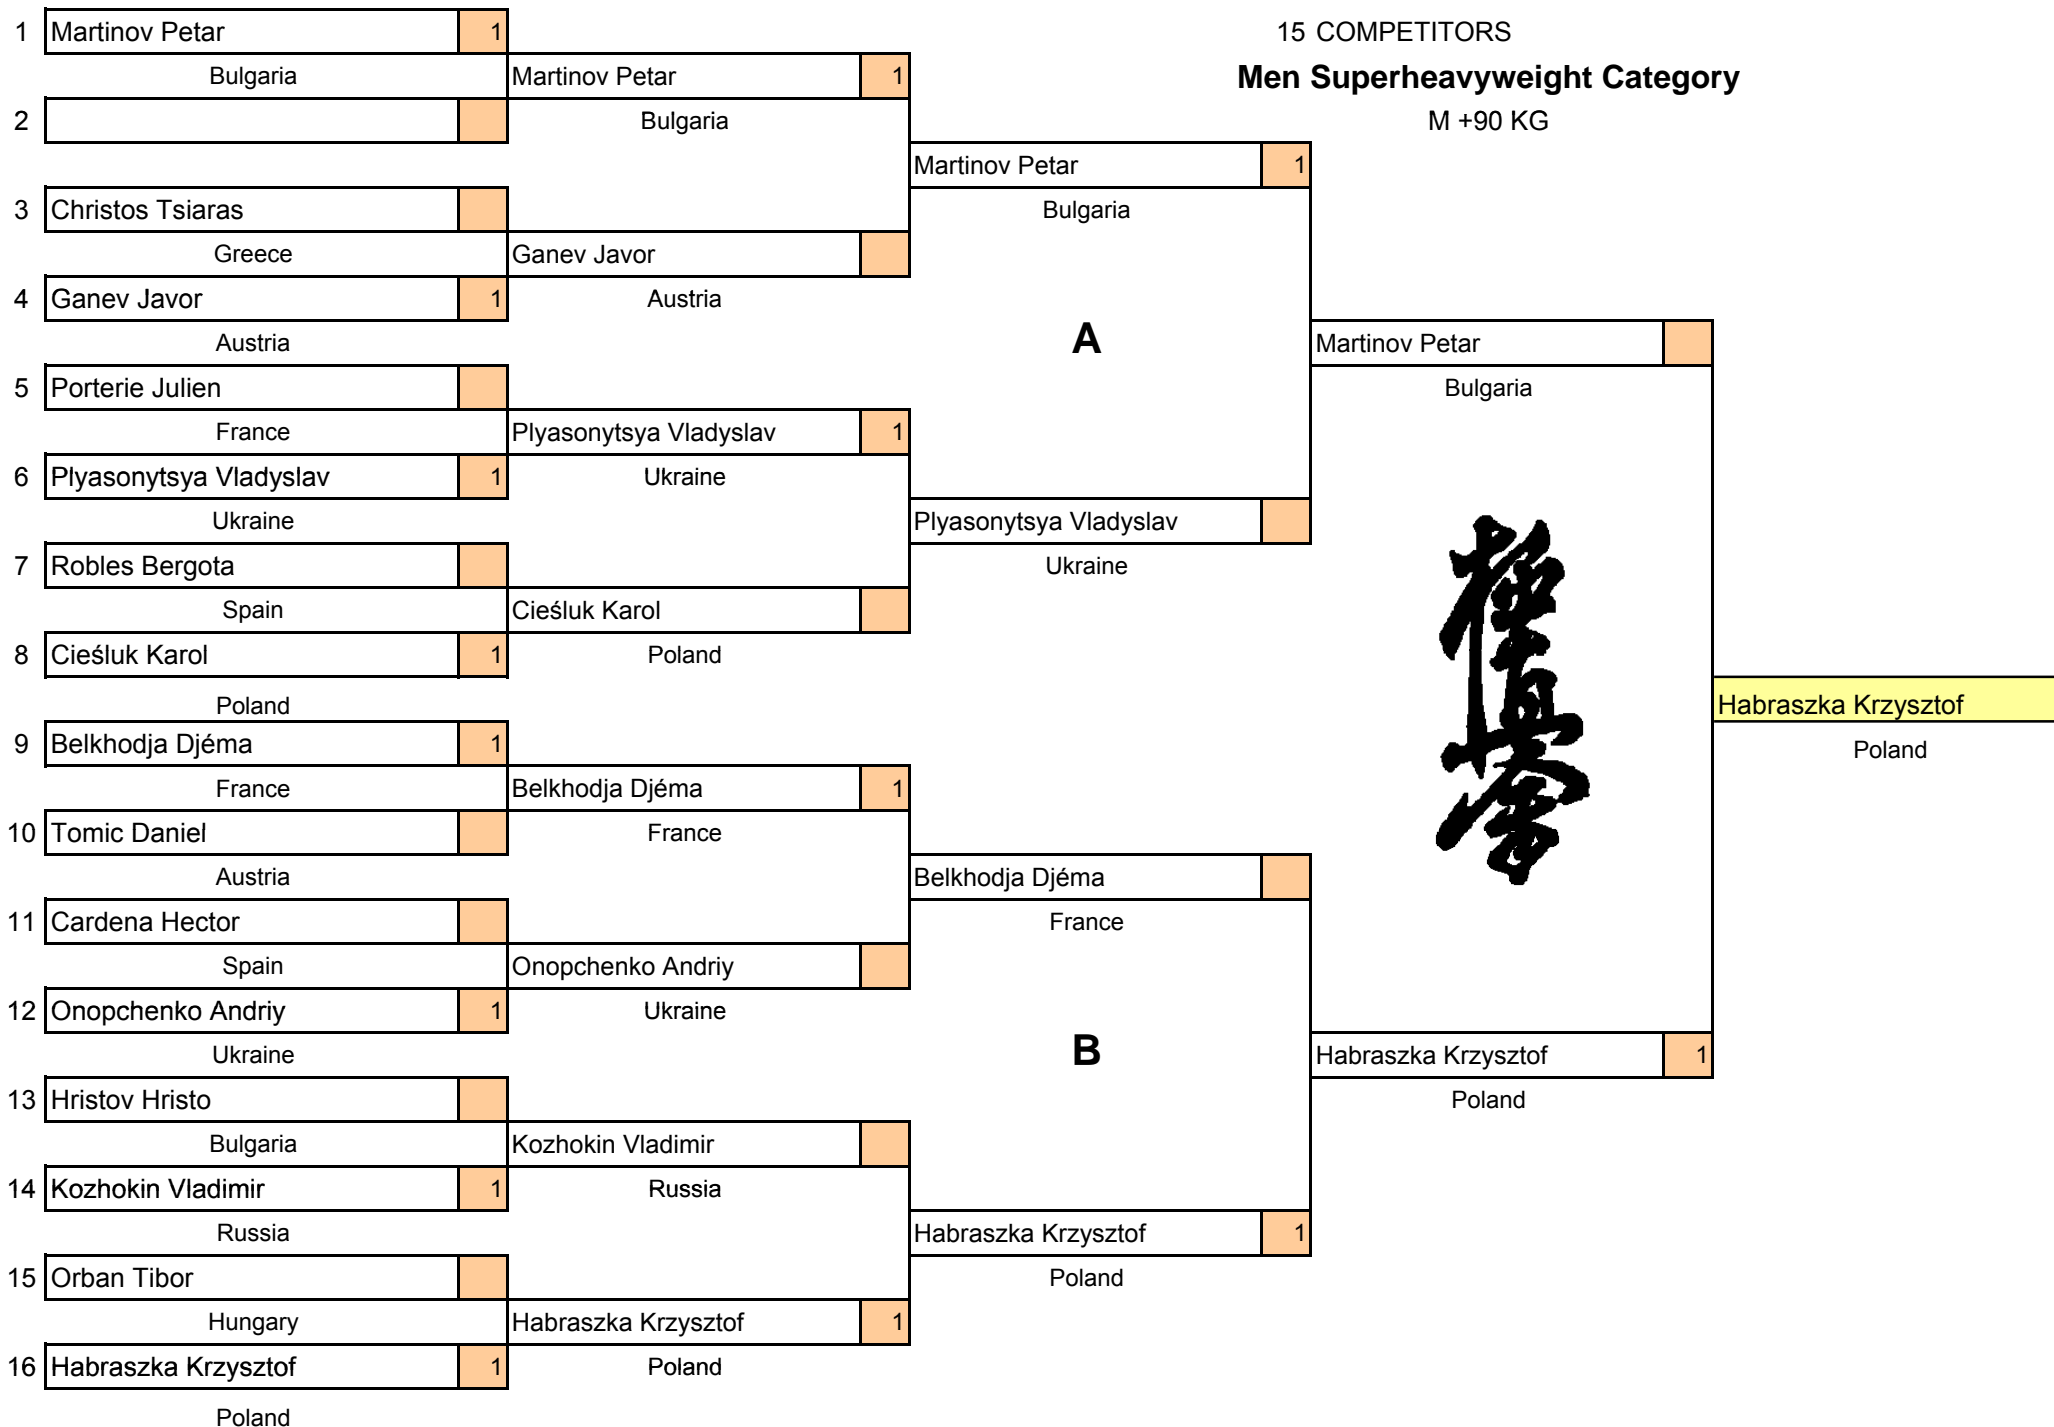 15 COMPETITORS
Men Superheavyweight Category
M +90 KG
1 Martinov Petar 1
Bulgaria
2
3 Christos Tsiaras
Greece
4 Ganev Javor 1
Austria
5 Porterie Julien
France
6 Plyasonytsya Vladyslav 1
Ukraine
7 Robles Bergota
Spain
8 Cieśluk Karol 1
Poland
9 Belkhodja Djéma 1
France
10 Tomic Daniel
Austria
11 Cardena Hector
Spain
12 Onopchenko Andriy 1
Ukraine
13 Hristov Hristo
Bulgaria
14 Kozhokin Vladimir 1
Russia
15 Orban Tibor
Hungary
16 Habraszka Krzysztof 1
Poland
Martinov Petar 1
Bulgaria
Ganev Javor
Austria
Plyasonytsya Vladyslav 1
Ukraine
Cieśluk Karol
Poland
Belkhodja Djéma 1
France
Onopchenko Andriy
Ukraine
Kozhokin Vladimir
Russia
Habraszka Krzysztof 1
Poland
Martinov Petar 1
Bulgaria
A
Plyasonytsya Vladyslav
Ukraine
Belkhodja Djéma
France
B
Habraszka Krzysztof 1
Poland
Martinov Petar
Bulgaria
極真会
Habraszka Krzysztof 1
Poland
Habraszka Krzysztof
Poland